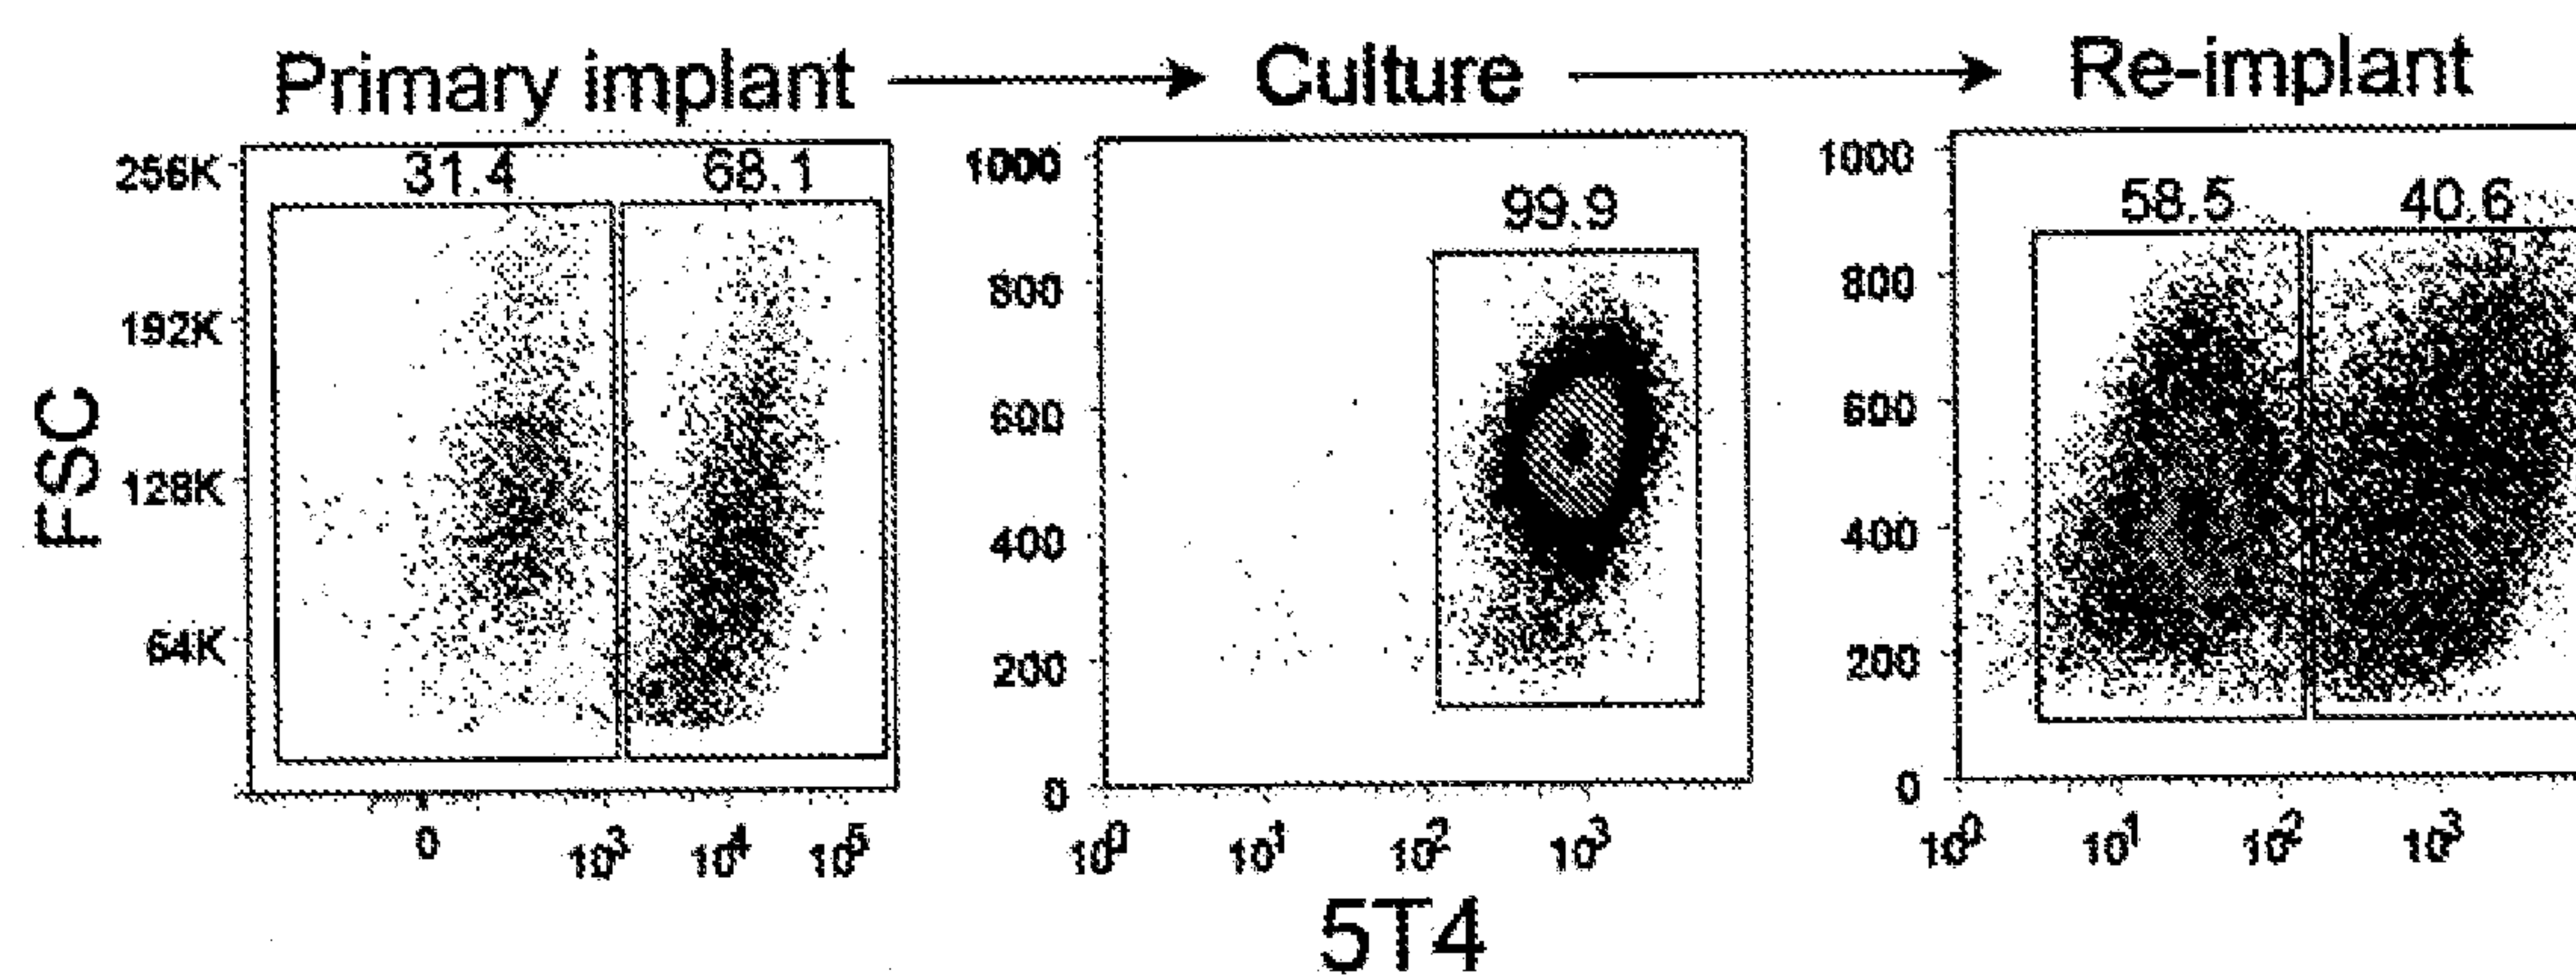 Primary implant Culture Re-implant
31.4 68.1
256K
192K
128K
64K
0 10³ 10⁴ 10⁵
FSC
99.9
1000
800
600
400
200
0
10⁰ 10¹ 10² 10³
58.5 40.6
1000
800
600
400
200
0
10⁰ 10¹ 10² 10³
5T4